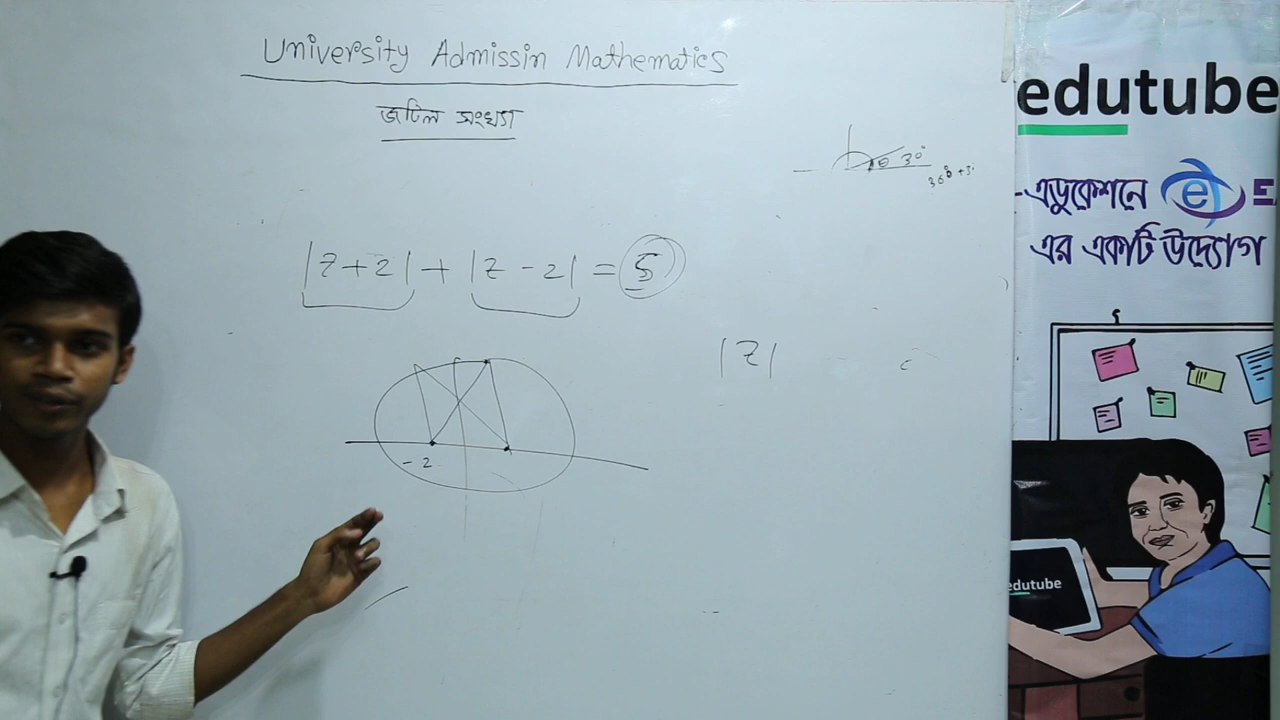 University Admissin Mathematics
জটিল সংখ্যা
θ 30°
|z+2| + |z-2| = 5
|z|
-2
edutube
-এডুকেশনে
এর একটি উদ্যোগ
edutube